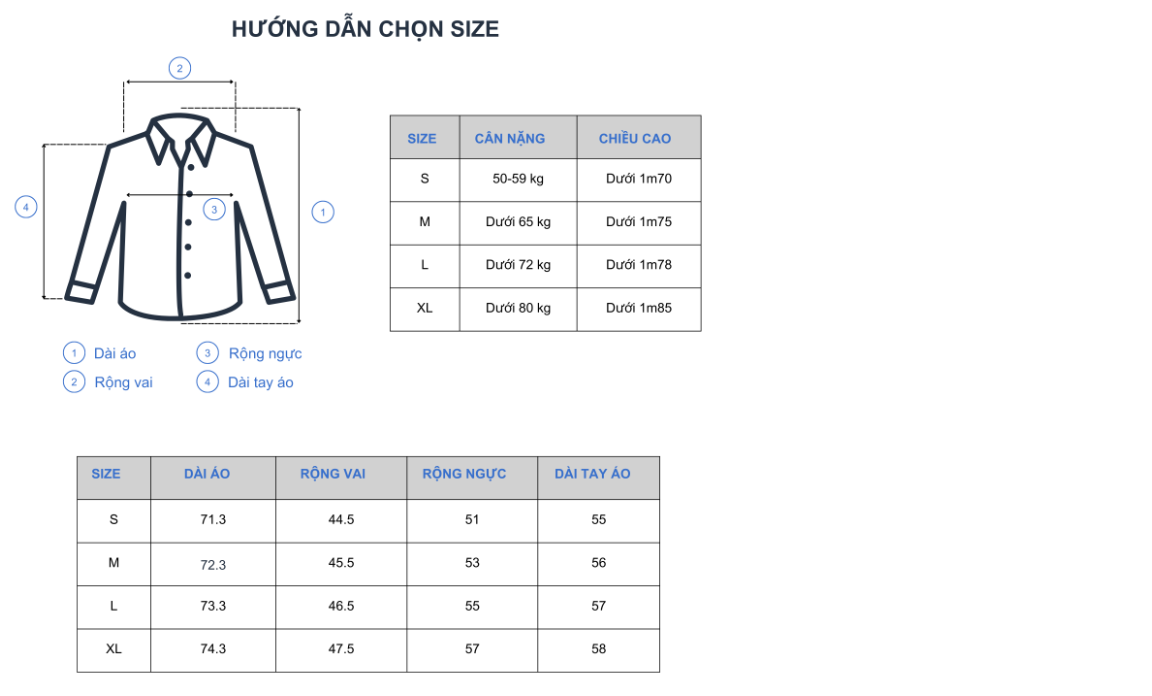 HƯỚNG DẪN CHỌN SIZE
2
4
3
1
1 Dài áo 3 Rộng ngực
2 Rộng vai 4 Dài tay áo
SIZE CÂN NẶNG CHIỀU CAO
S 50-59 kg Dưới 1m70
M Dưới 65 kg Dưới 1m75
L Dưới 72 kg Dưới 1m78
XL Dưới 80 kg Dưới 1m85
SIZE DÀI ÁO RỘNG VAI RỘNG NGỰC DÀI TAY ÁO
S 71.3 44.5 51 55
M 72.3 45.5 53 56
L 73.3 46.5 55 57
XL 74.3 47.5 57 58